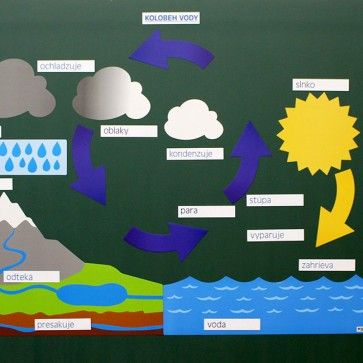 KOLOBEH VODY
ochladzuje
slnko
oblaky
kondenzuje
stúpa
para
vyparuje
zahrieva
odteká
presakuje
voda